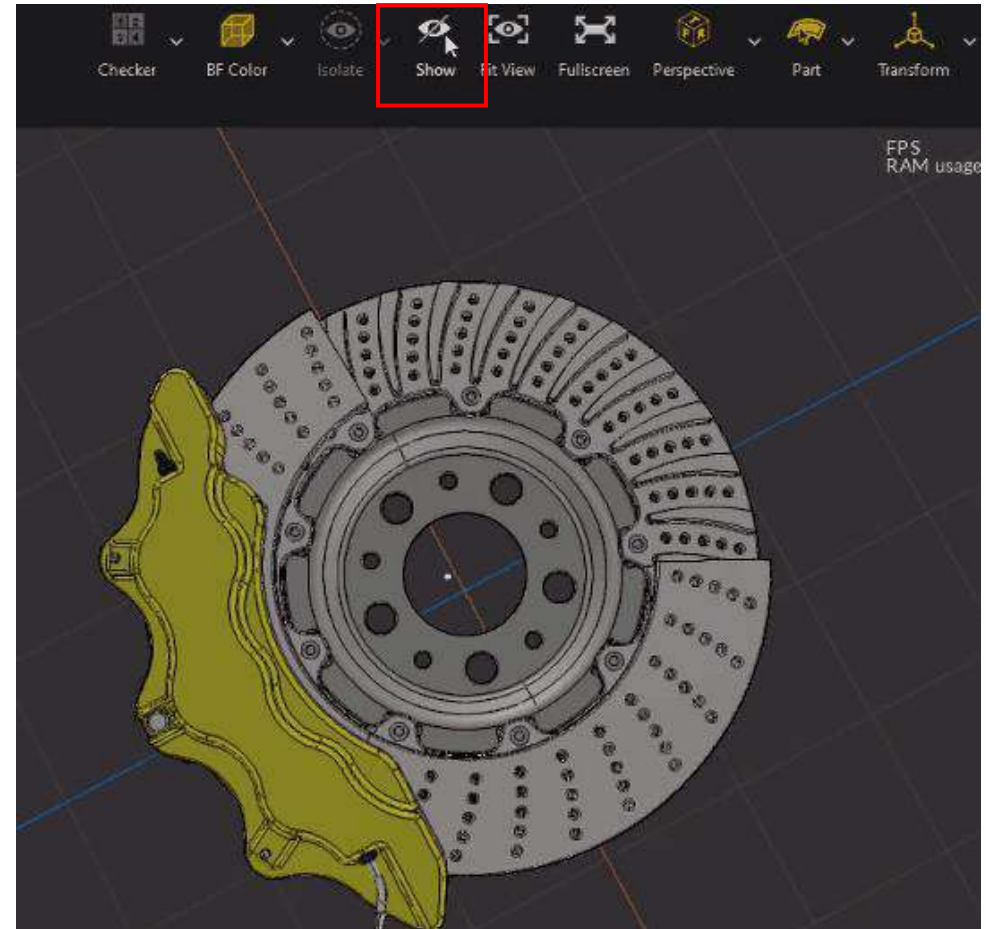 Checker
BF Color
Isolate
Show
Fit View
Fullscreen
Perspective
Part
Transform
FPS
RAM usage